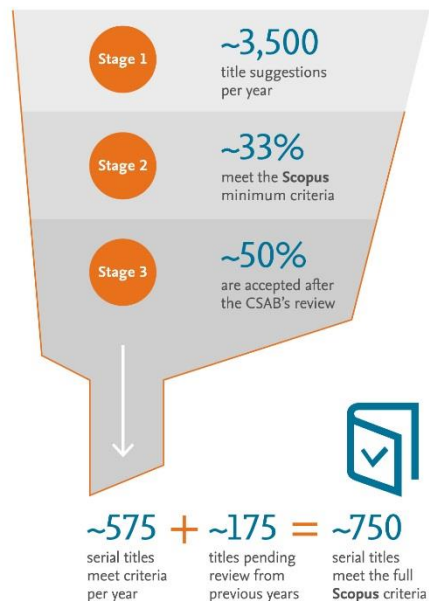 Stage 1
~3,500
title suggestions
per year
Stage 2
~33%
meet the Scopus
minimum criteria
Stage 3
~50%
are accepted after
the CSAB's review
~575 + ~175 = ~750
serial titles
meet criteria
per year
titles pending
review from
previous years
serial titles
meet the full
Scopus criteria